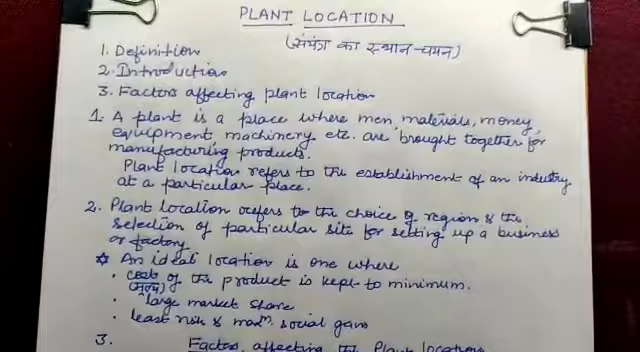 PLANT LOCATION
(संयंत्र का स्थान-चयन)
1. Definition
2. Introduction
3. Factors affecting plant location
1. A plant is a place where men, materials, money,
equipment, machinery etc. are brought together for
manufacturing products.
Plant location refers to the establishment of an industry
at a particular place.
2. Plant location refers to the choice of region & the
selection of particular site for setting up a business
or factory
☆ An ideal location is one where
• cost of the product is kept to minimum.
(मूल्य)
• large market share
• least risk & maxm. social gain
3. Factors affecting the Plant location